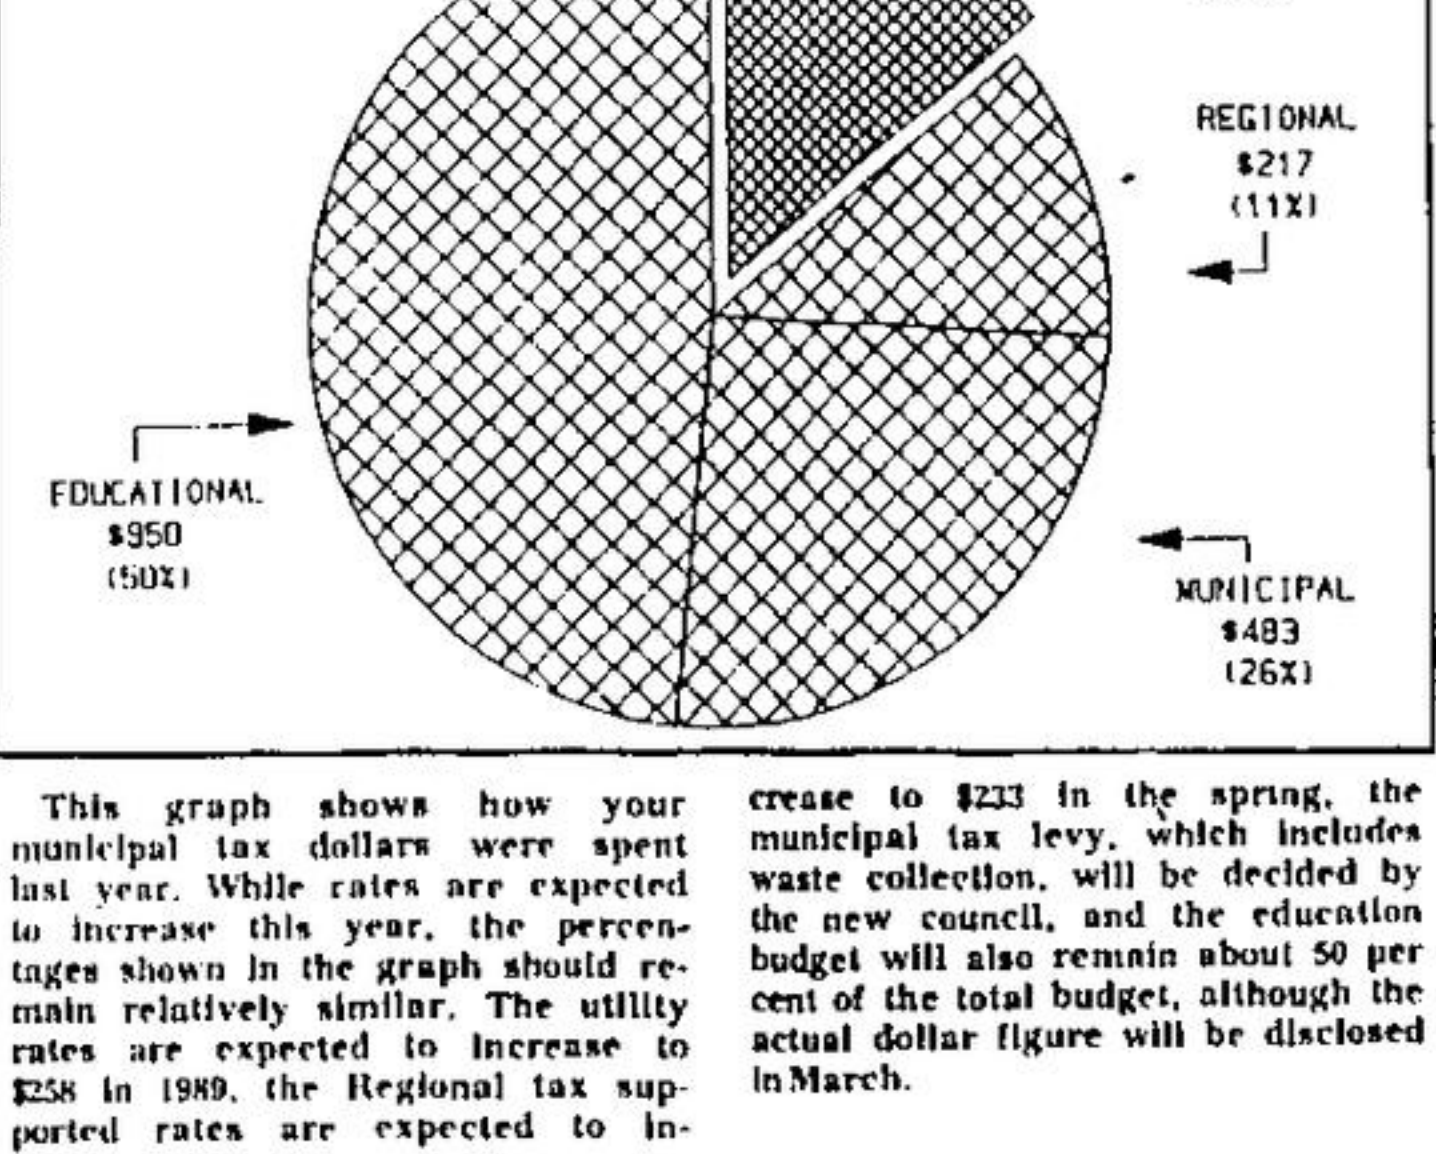 REGIONAL
$217
(11%)
EDUCATIONAL
$950
(50%)
MUNICIPAL
$483
(26%)
This graph shows how your
municipal tax dollars were spent
last year. While rates are expected
to increase this year, the percen-
tages shown in the graph should re-
main relatively similar. The utility
rates are expected to increase to
$258 in 1989, the Regional tax sup-
ported rates are expected to in-
crease to $233 in the spring, the
municipal tax levy, which includes
waste collection, will be decided by
the new council, and the education
budget will also remain about 50 per
cent of the total budget, although the
actual dollar figure will be disclosed
in March.